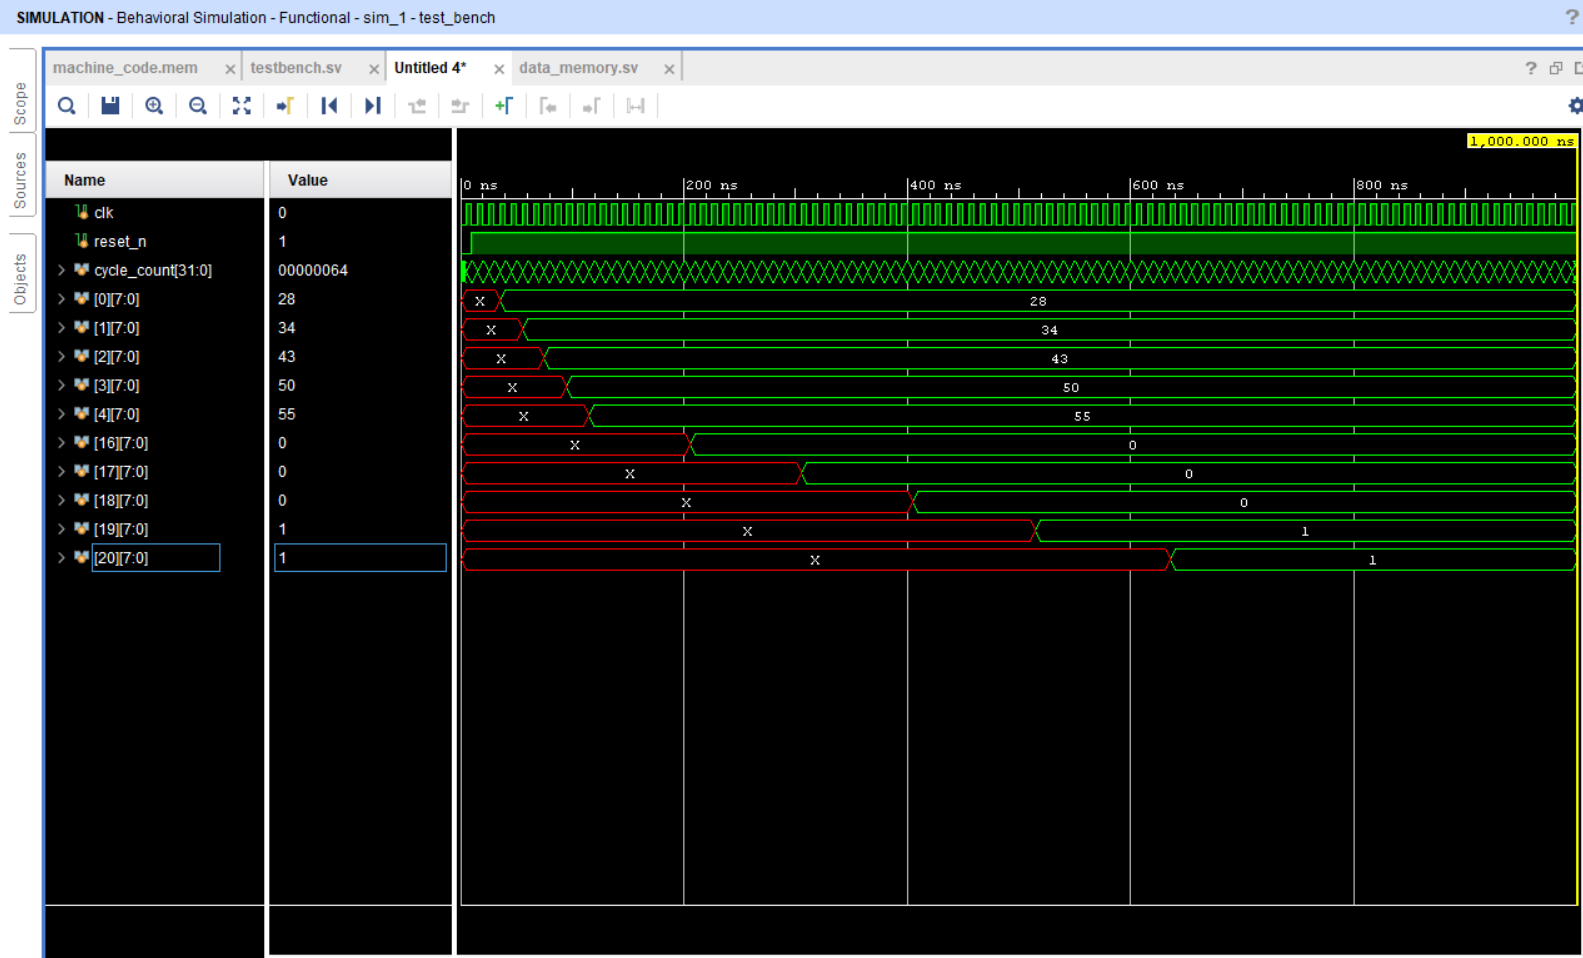 SIMULATION - Behavioral Simulation - Functional - sim_1 - test_bench ?
machine_code.mem × testbench.sv × Untitled 4* × data_memory.sv × ?
Scope
Sources
Objects
1,000.000 ns
Name Value 0 ns 200 ns 400 ns 600 ns 800 ns
clk 0
reset_n 1
cycle_count[31:0] 00000064
[0][7:0] 28 X 28
[1][7:0] 34 X 34
[2][7:0] 43 X 43
[3][7:0] 50 X 50
[4][7:0] 55 X 55
[16][7:0] 0 X 0
[17][7:0] 0 X 0
[18][7:0] 0 X 0
[19][7:0] 1 X 1
[20][7:0] 1 X 1